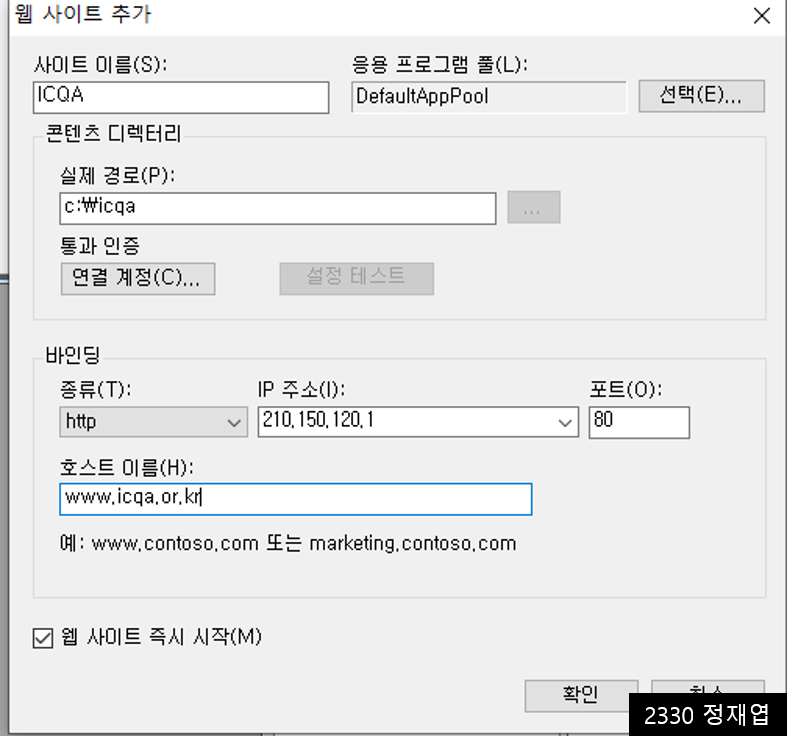 웹 사이트 추가
사이트 이름(S): 응용 프로그램 풀(L):
ICQA DefaultAppPool 선택(E)...
콘텐츠 디렉터리
실제 경로(P):
c:₩icqa ...
통과 인증
연결 계정(C)... 설정 테스트
바인딩
종류(T): IP 주소(I): 포트(O):
http 210.150.120.1 80
호스트 이름(H):
www.icqa.or.kr
예: www.contoso.com 또는 marketing.contoso.com
웹 사이트 즉시 시작(M)
확인
2330 정재엽